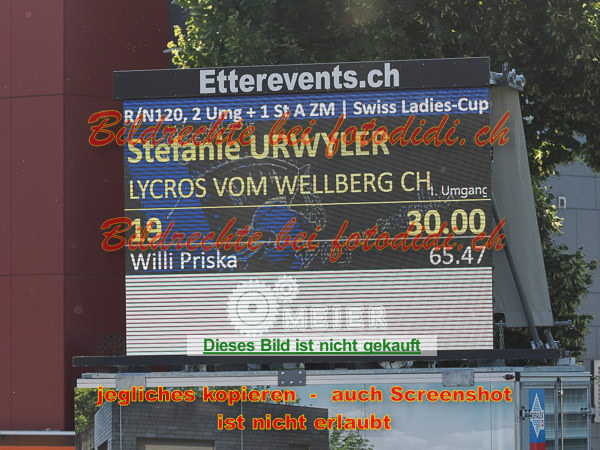 Etterevents.ch
R/N120, 2 Umg + 1 St A ZM | Swiss Ladies-Cup
Bildrechte bei fotodidi.ch
Stefanie URWYLER
LYCROS VOM WELLBERG CH
1. Umgang
19 30.00
Bildrechte bei fotodidi.ch
Willi Priska 65.47
MEIER
Dieses Bild ist nicht gekauft
jegliches kopieren - auch Screenshot
ist nicht erlaubt